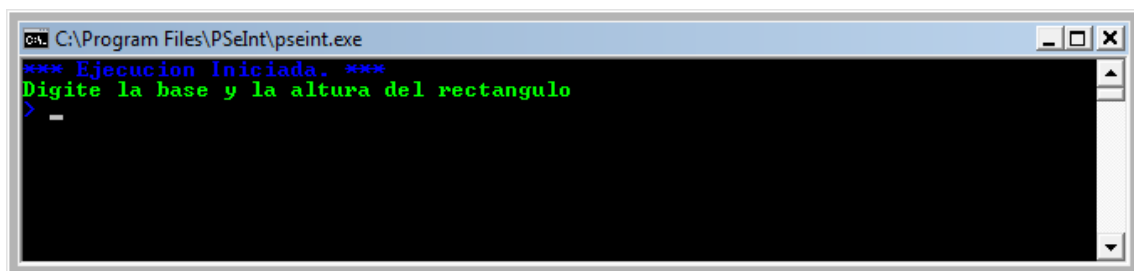 C:\Program Files\PSeInt\pseint.exe
*** Ejecucion Iniciada. ***
Digite la base y la altura del rectangulo
> _